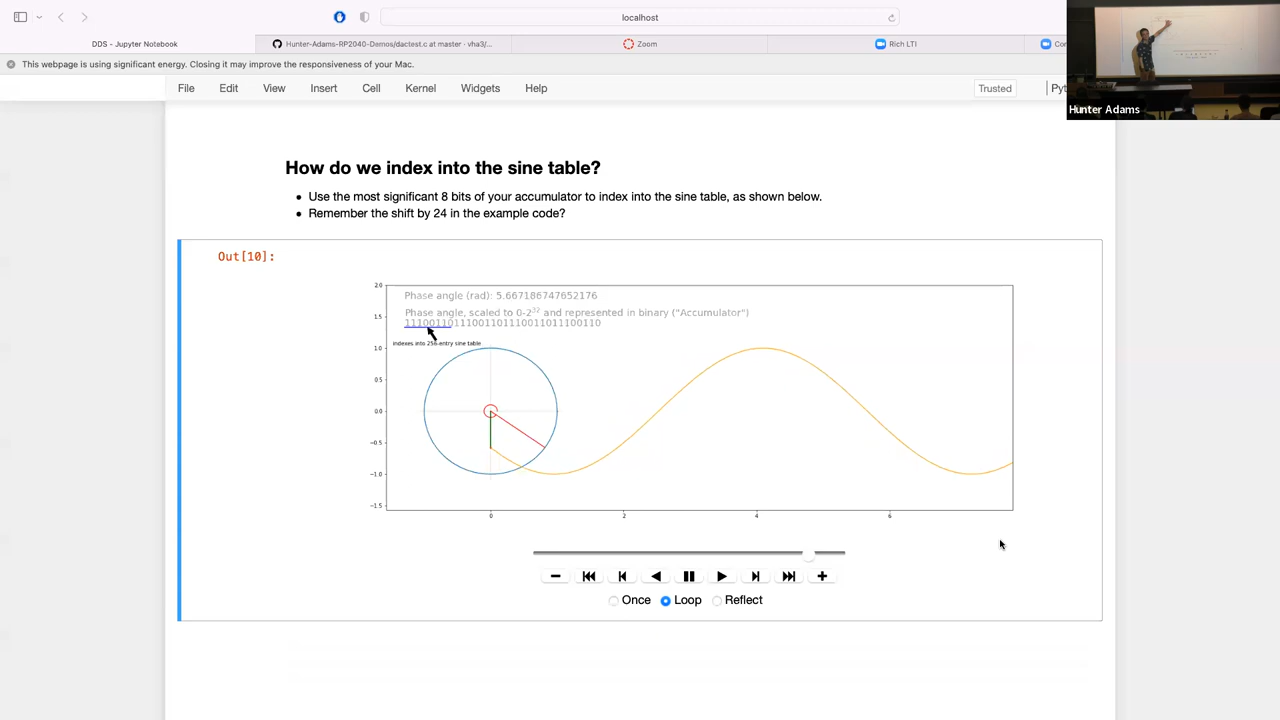 localhost
DDS - Jupyter Notebook
Hunter-Adams-RP2040-Demos/dactest.c at master · vha3/...
Zoom
Rich LTI
Con
This webpage is using significant energy. Closing it may improve the responsiveness of your Mac.
File Edit View Insert Cell Kernel Widgets Help
Trusted
Pyt
Hunter Adams
How do we index into the sine table?
• Use the most significant 8 bits of your accumulator to index into the sine table, as shown below.
• Remember the shift by 24 in the example code?
Out[10]:
Phase angle (rad): 5.667186747652176
Phase angle, scaled to 0-2³² and represented in binary ("Accumulator")
11100110111001101110011011100110
indexes into 256-entry sine table
2.0
1.5
1.0
0.5
0.0
−0.5
−1.0
−1.5
0 2 4 6
Once Loop Reflect